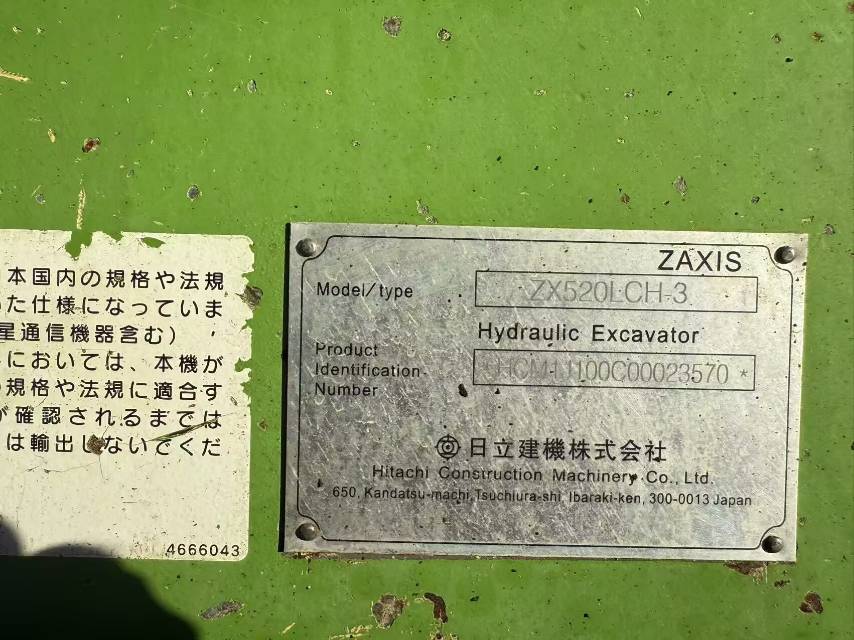 本国内の規格や法規
た仕様になっていま
星通信機器含む)，
においては、本機が
規格や法規に適合す
確認されるまでは
は輸出しないでくだ
4666043
ZAXIS
Model/type
ZX520LCH-3
Hydraulic Excavator
Product
Identification
Number
00C00023570 *
日立建機株式会社
Hitachi Construction Machinery Co., Ltd.
650, Kandatsu-machi, Tsuchiura-shi, Ibaraki-ken, 300-0013 Japan